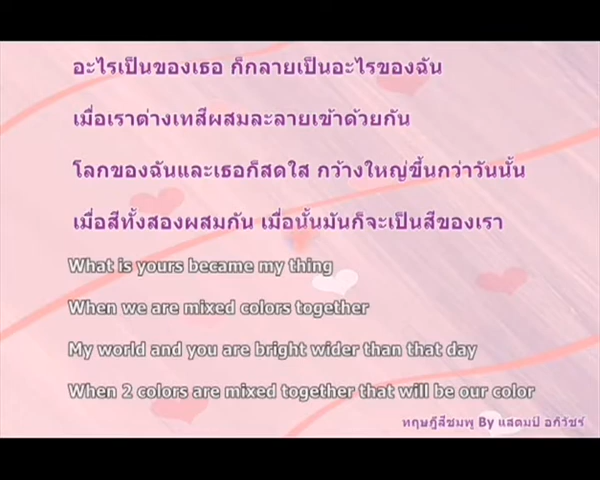 อะไรเป็นของเธอ ก็กลายเป็นอะไรของฉัน
เมื่อเราต่างเทสีผสมละลายเข้าด้วยกัน
โลกของฉันและเธอก็สดใส กว้างใหญ่ขึ้นกว่าวันนั้น
เมื่อสีทั้งสองผสมกัน เมื่อนั้นมันก็จะเป็นสีของเรา
What is yours became my thing
When we are mixed colors together
My world and you are bright wider than that day
When 2 colors are mixed together that will be our color
ทฤษฎีสีชมพู By แสตมป์ อภิวัชร์